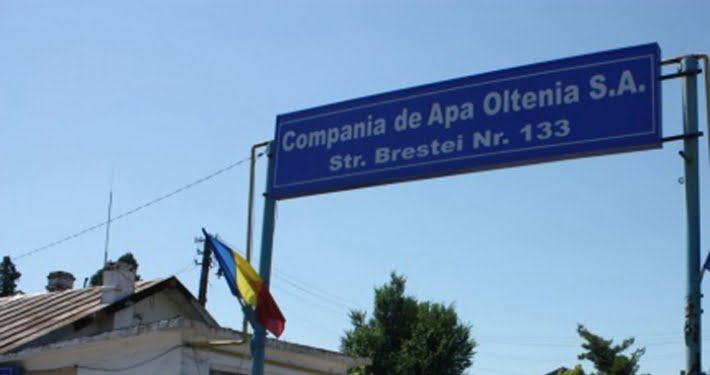 Compania de Apa Oltenia S.A.
Str. Brestei Nr. 133